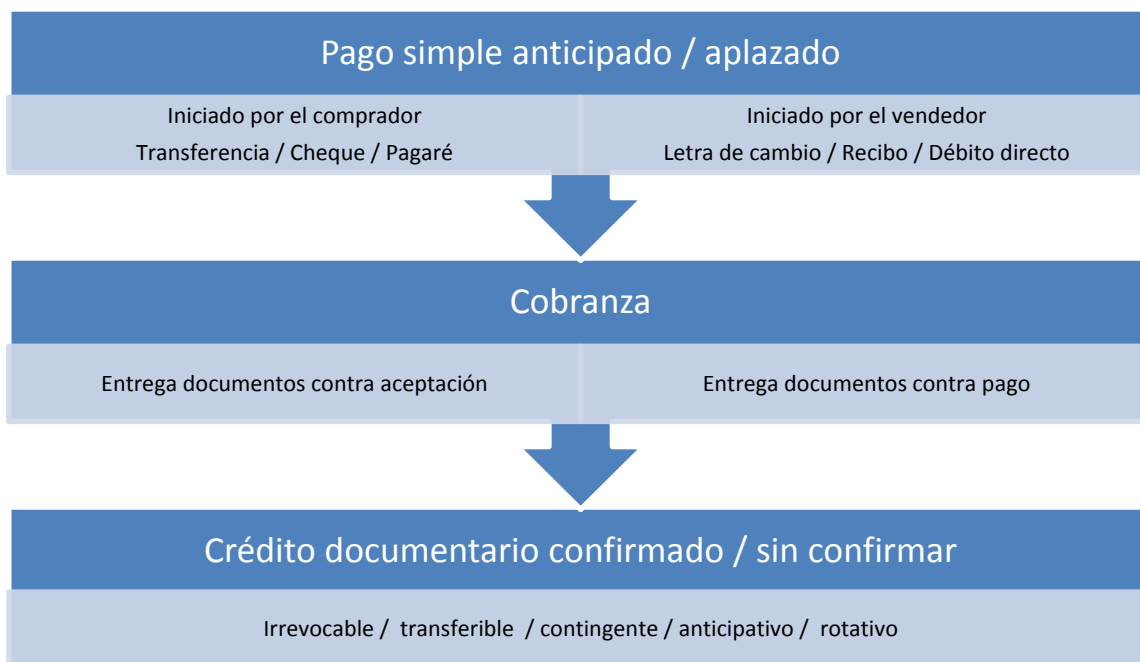 Pago simple anticipado / aplazado
Iniciado por el comprador
Transferencia / Cheque / Pagaré
Iniciado por el vendedor
Letra de cambio / Recibo / Débito directo
Cobranza
Entrega documentos contra aceptación
Entrega documentos contra pago
Crédito documentario confirmado / sin confirmar
Irrevocable / transferible / contingente / anticipativo / rotativo